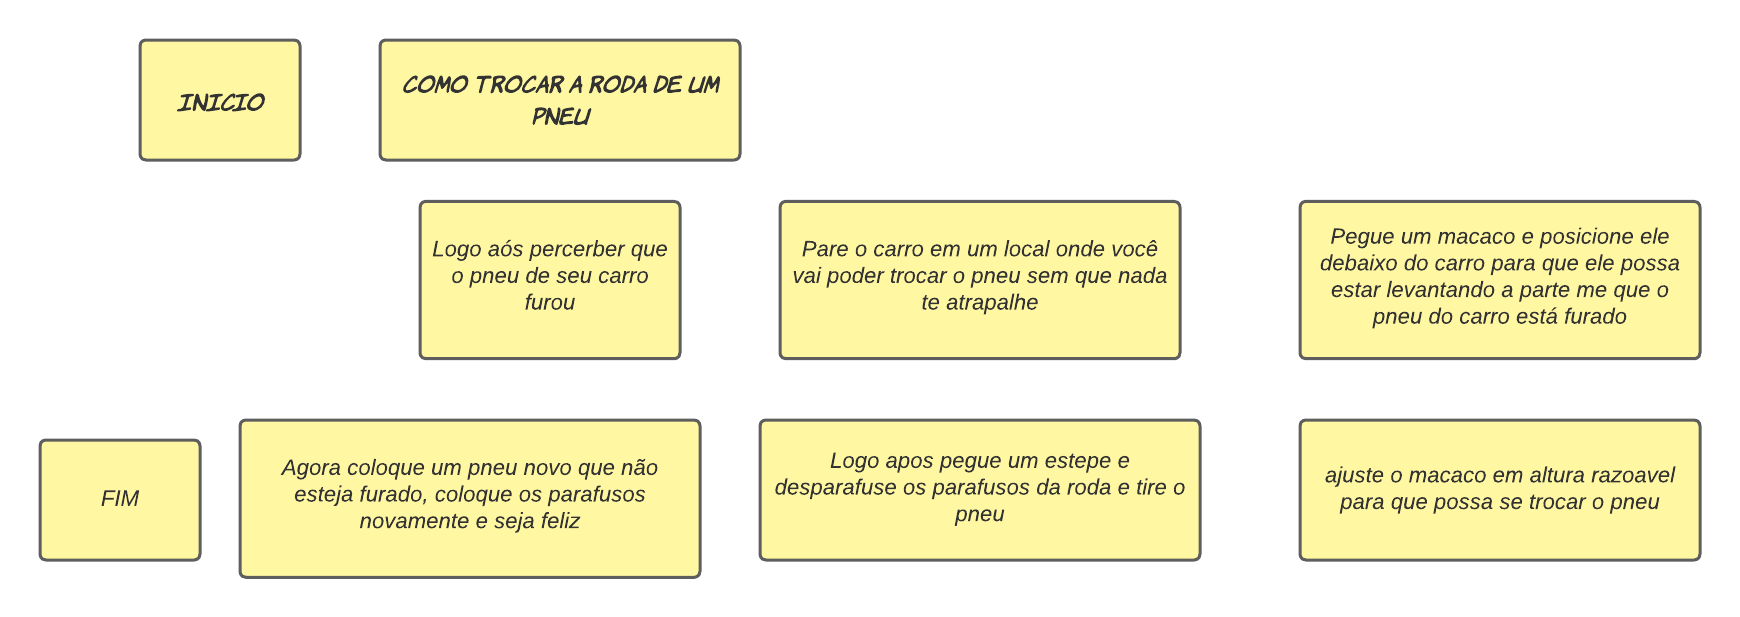 INICIO
COMO TROCAR A RODA DE UM
PNEU
Logo aós percerber que
o pneu de seu carro
furou
Pare o carro em um local onde você
vai poder trocar o pneu sem que nada
te atrapalhe
Pegue um macaco e posicione ele
debaixo do carro para que ele possa
estar levantando a parte me que o
pneu do carro está furado
ajuste o macaco em altura razoavel
para que possa se trocar o pneu
Logo apos pegue um estepe e
desparafuse os parafusos da roda e tire o
pneu
Agora coloque um pneu novo que não
esteja furado, coloque os parafusos
novamente e seja feliz
FIM